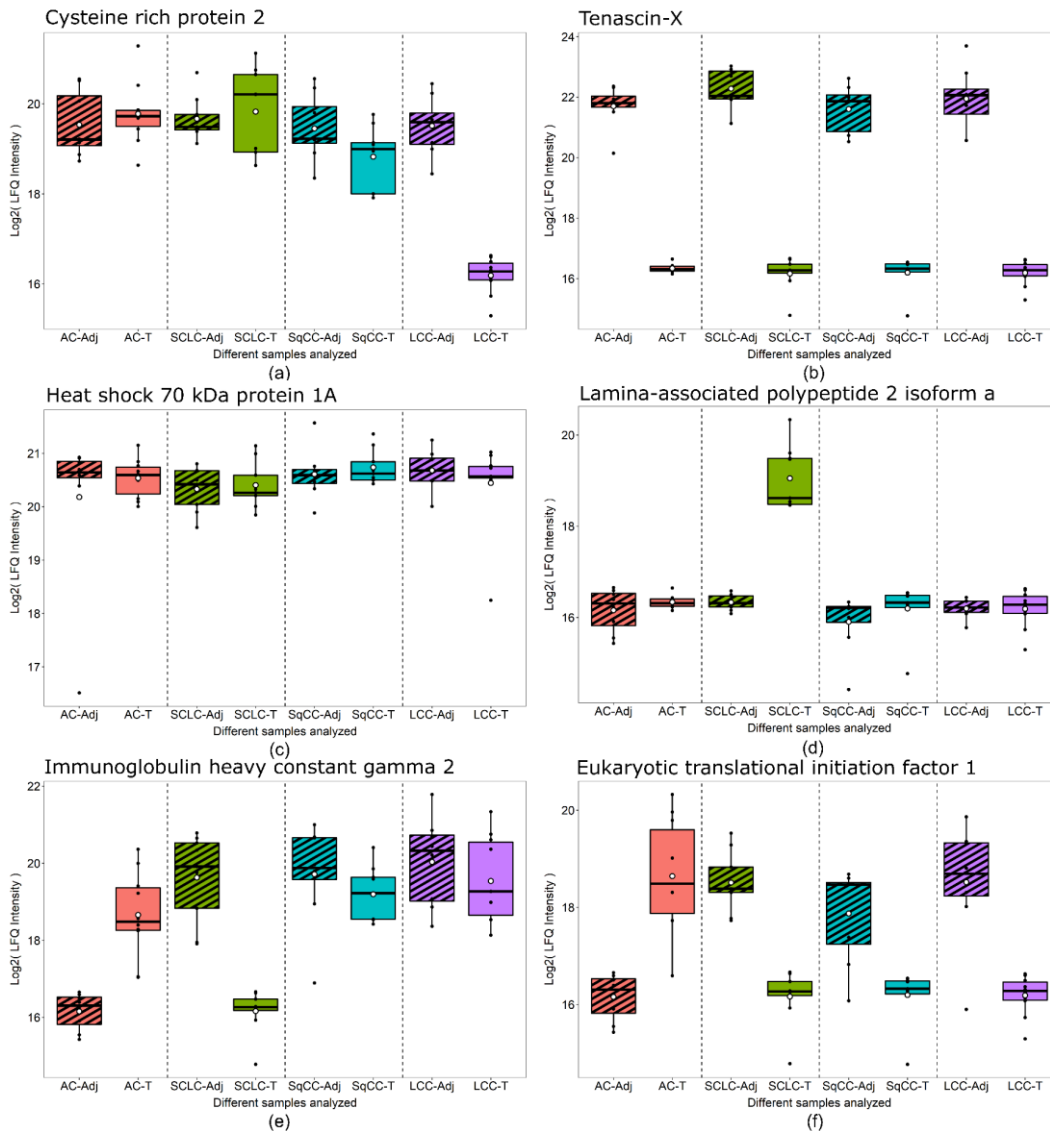 Cysteine rich protein 2
Log2( LFQ Intensity )
20
18
16
AC-Adj AC-T SCLC-Adj SCLC-T SqCC-Adj SqCC-T LCC-Adj LCC-T
Different samples analyzed
(a)
Tenascin-X
Log2( LFQ Intensity )
24
22
20
18
16
AC-Adj AC-T SCLC-Adj SCLC-T SqCC-Adj SqCC-T LCC-Adj LCC-T
Different samples analyzed
(b)
Heat shock 70 kDa protein 1A
Log2( LFQ Intensity )
21
20
19
18
17
AC-Adj AC-T SCLC-Adj SCLC-T SqCC-Adj SqCC-T LCC-Adj LCC-T
Different samples analyzed
(c)
Lamina-associated polypeptide 2 isoform a
Log2( LFQ Intensity )
20
18
16
AC-Adj AC-T SCLC-Adj SCLC-T SqCC-Adj SqCC-T LCC-Adj LCC-T
Different samples analyzed
(d)
Immunoglobulin heavy constant gamma 2
Log2( LFQ Intensity )
22
20
18
16
AC-Adj AC-T SCLC-Adj SCLC-T SqCC-Adj SqCC-T LCC-Adj LCC-T
Different samples analyzed
(e)
Eukaryotic translational initiation factor 1
Log2( LFQ Intensity )
20
18
16
AC-Adj AC-T SCLC-Adj SCLC-T SqCC-Adj SqCC-T LCC-Adj LCC-T
Different samples analyzed
(f)